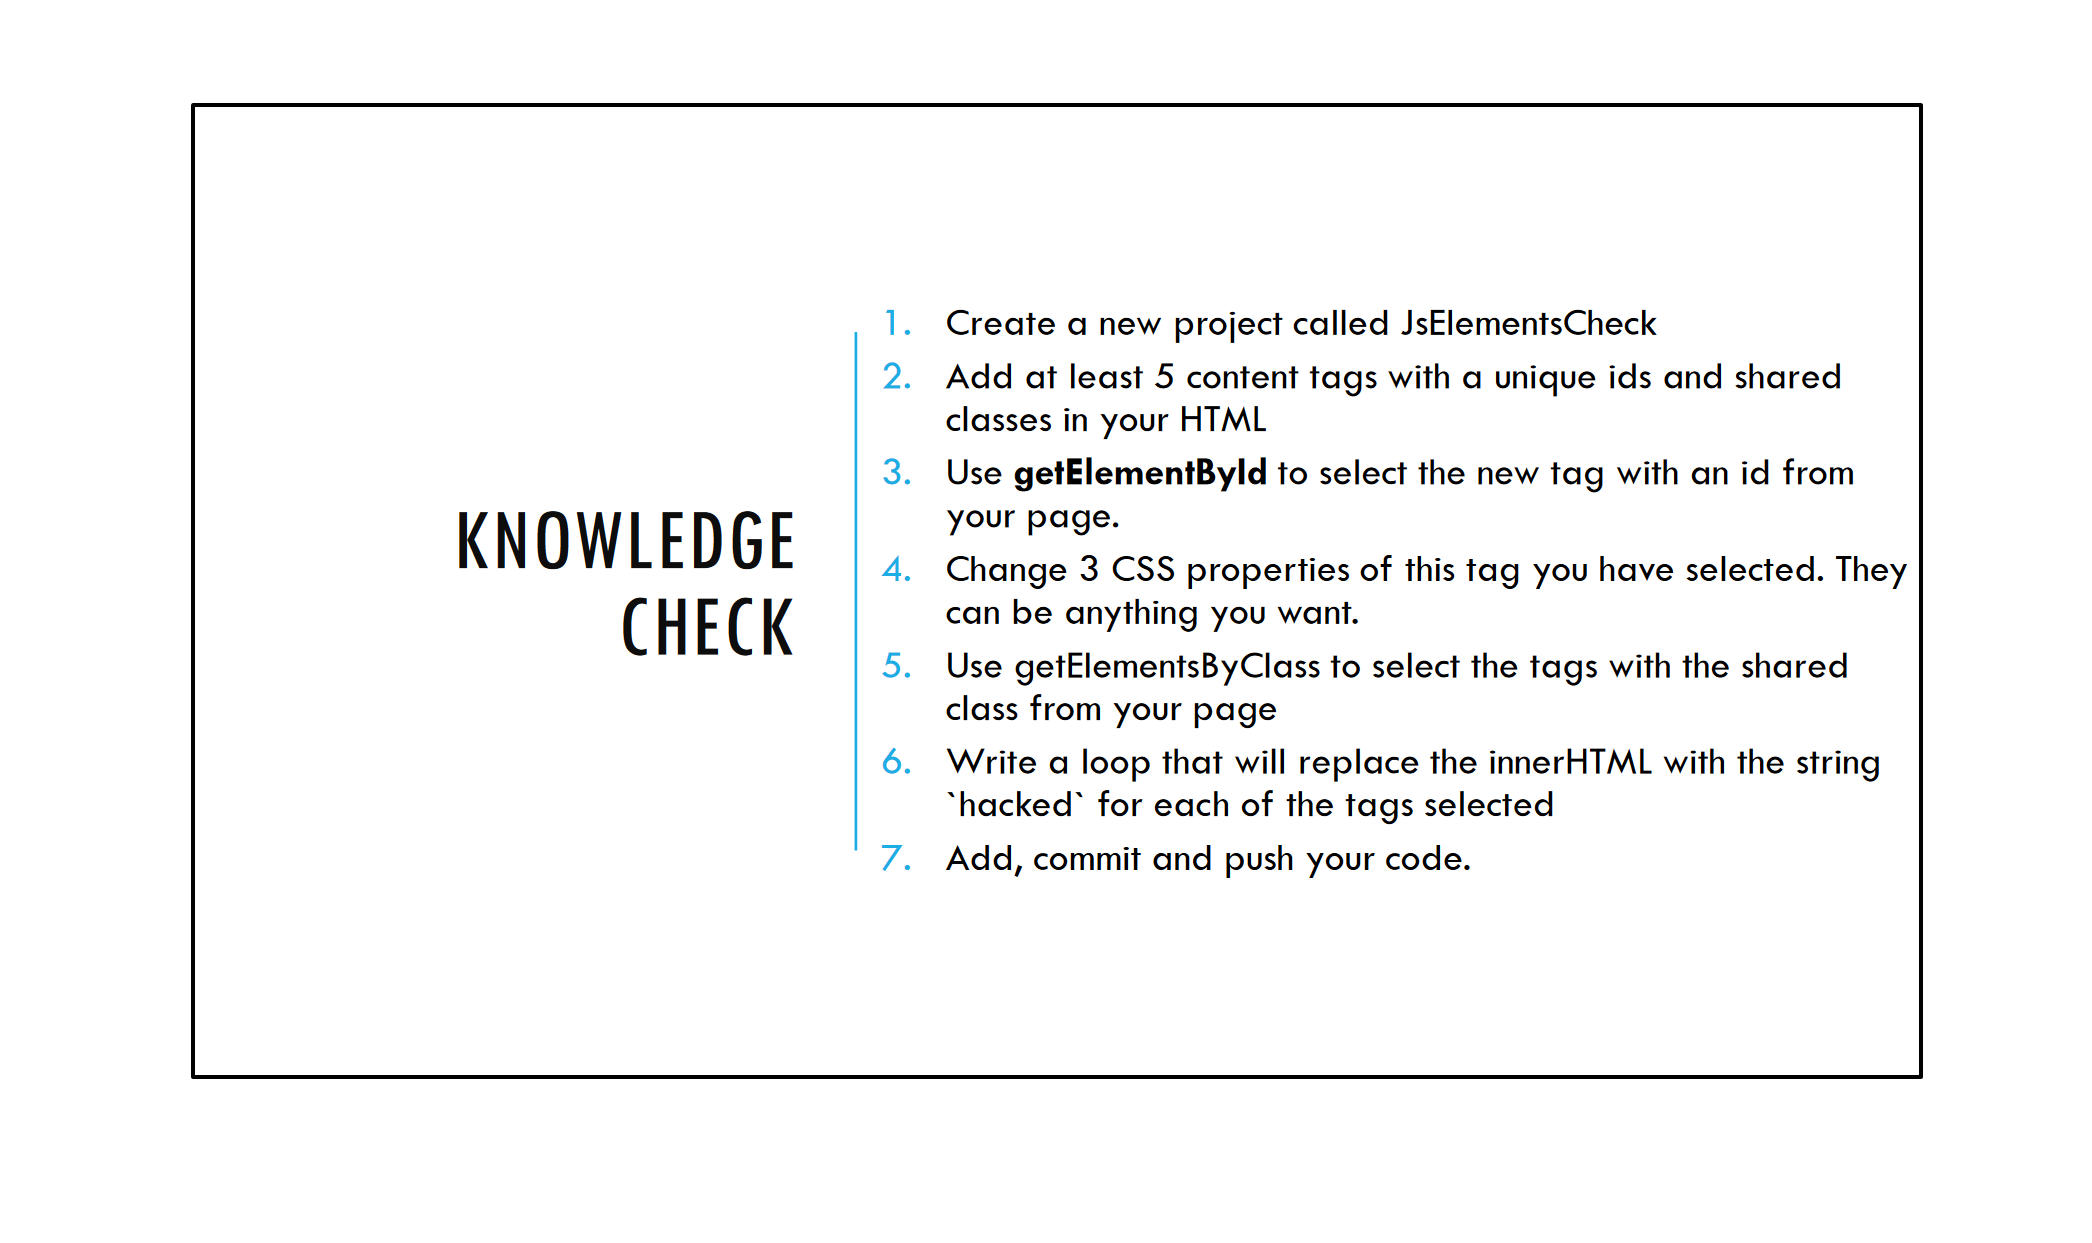 KNOWLEDGE
CHECK
1. Create a new project called JsElementsCheck
2. Add at least 5 content tags with a unique ids and shared
classes in your HTML
3. Use getElementById to select the new tag with an id from
your page.
4. Change 3 CSS properties of this tag you have selected. They
can be anything you want.
5. Use getElementsByClass to select the tags with the shared
class from your page
6. Write a loop that will replace the innerHTML with the string
`hacked` for each of the tags selected
7. Add, commit and push your code.